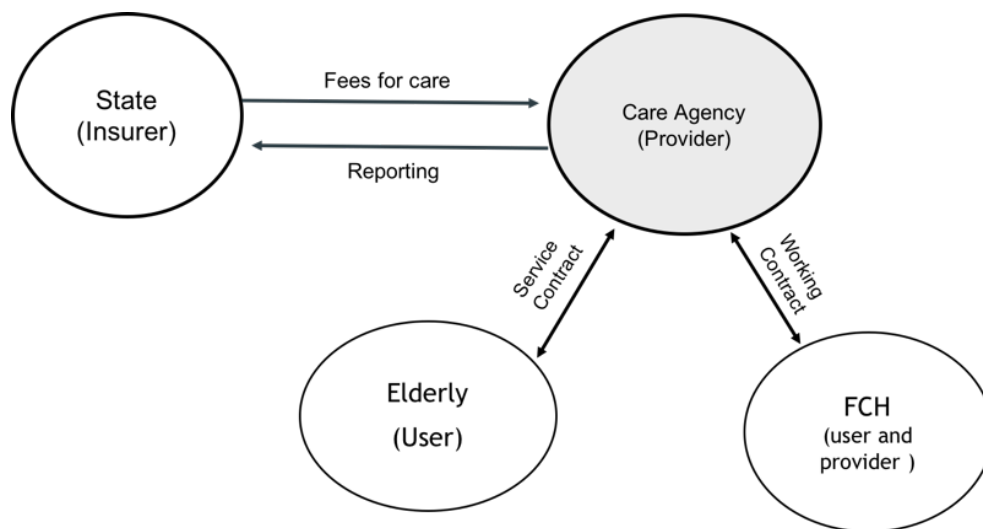 State
(Insurer)
Fees for care
Reporting
Care Agency
(Provider)
Service
Contract
Working
Contract
Elderly
(User)
FCH
(user and
provider )